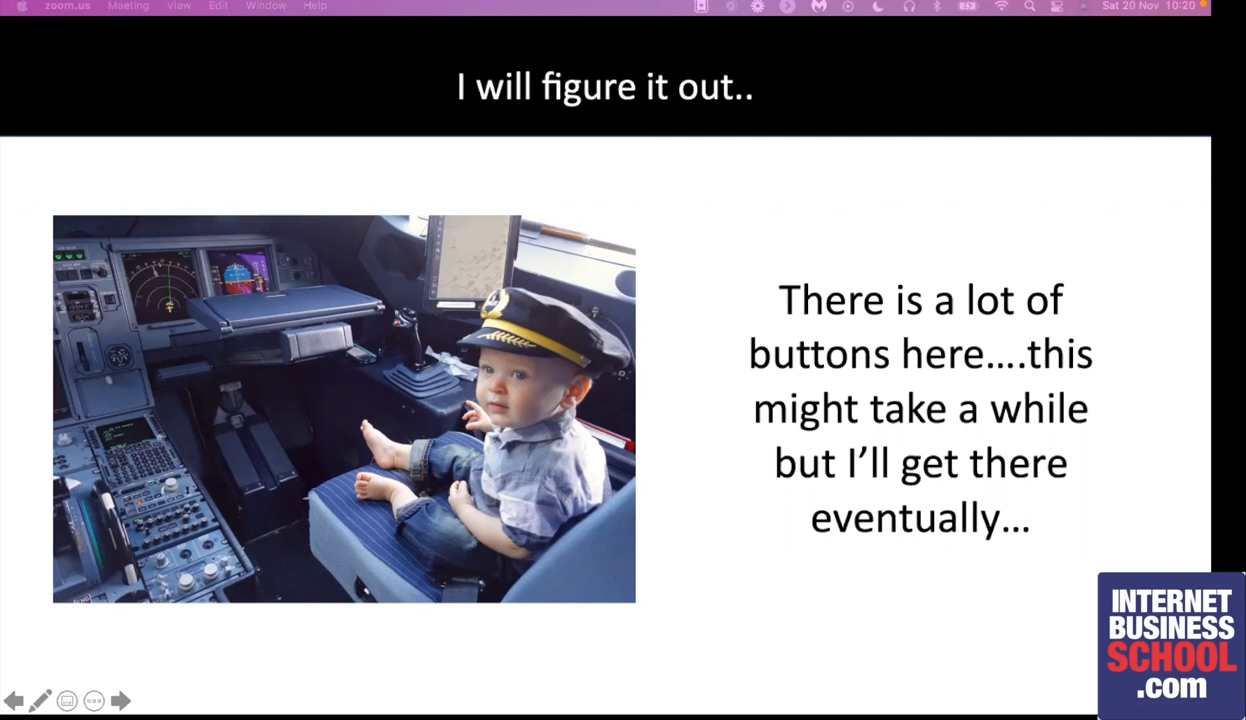 zoom.us Meeting View Edit Window Help Sat 20 Nov 10:20
I will figure it out..
There is a lot of
buttons here....this
might take a while
but I’ll get there
eventually...
INTERNET
BUSINESS
SCHOOL
.com